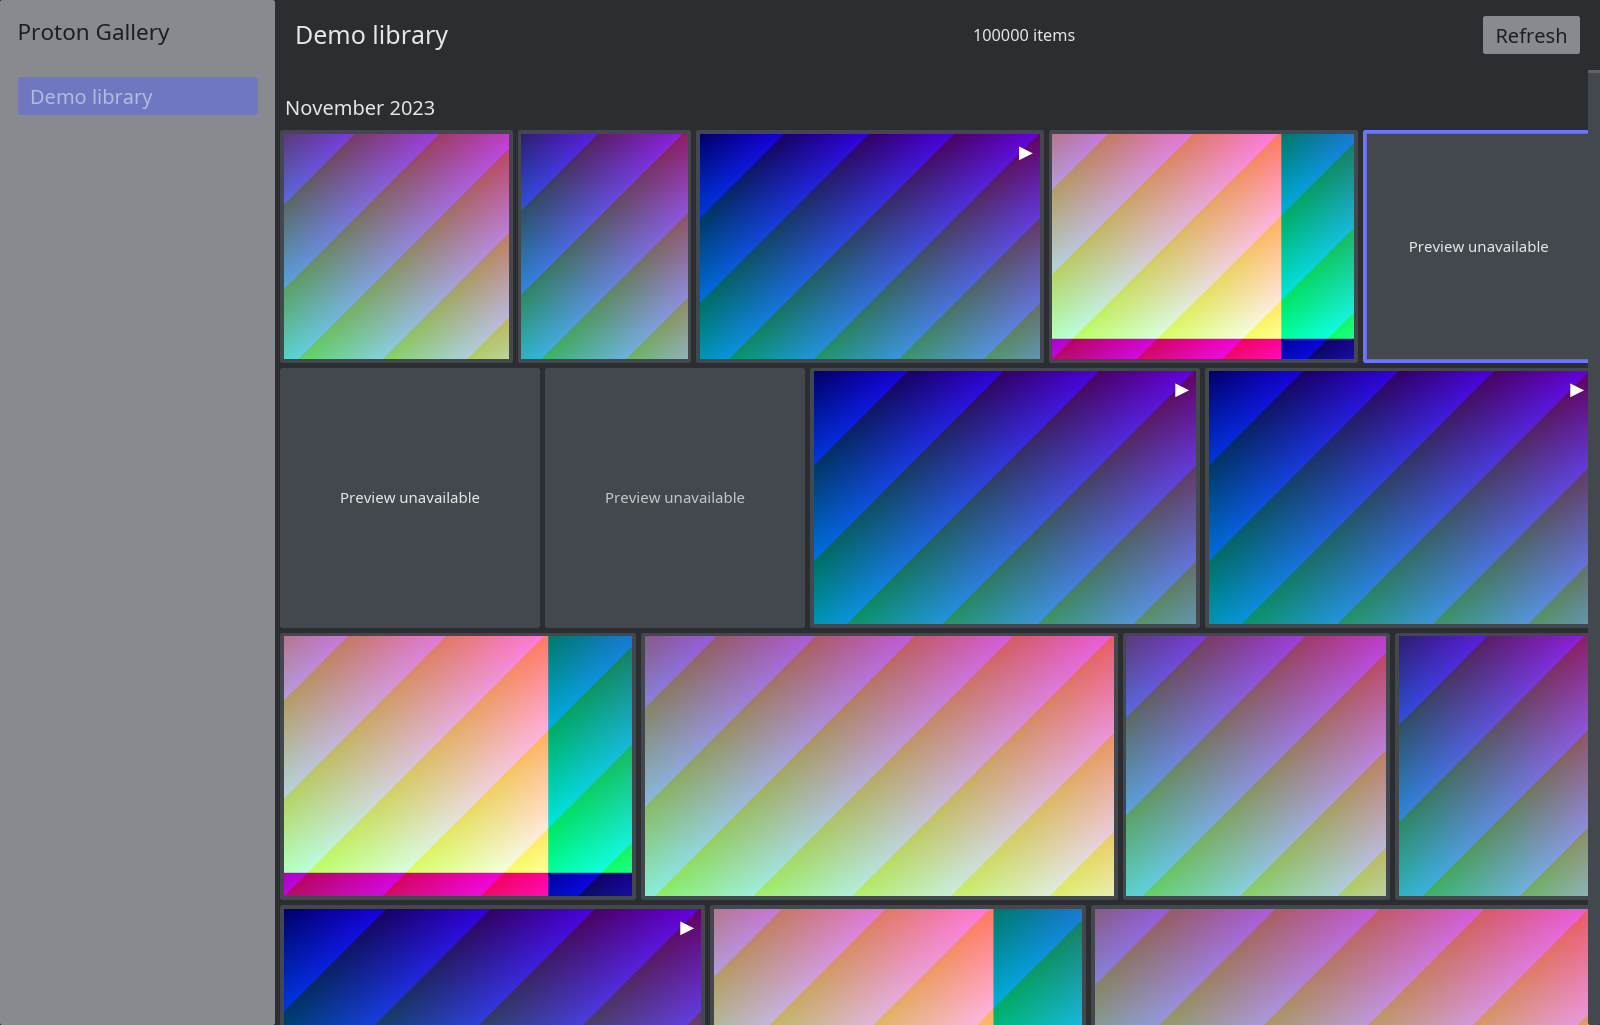 Proton Gallery
Demo library
Demo library
100000 items
Refresh
November 2023
Preview unavailable
Preview unavailable
Preview unavailable